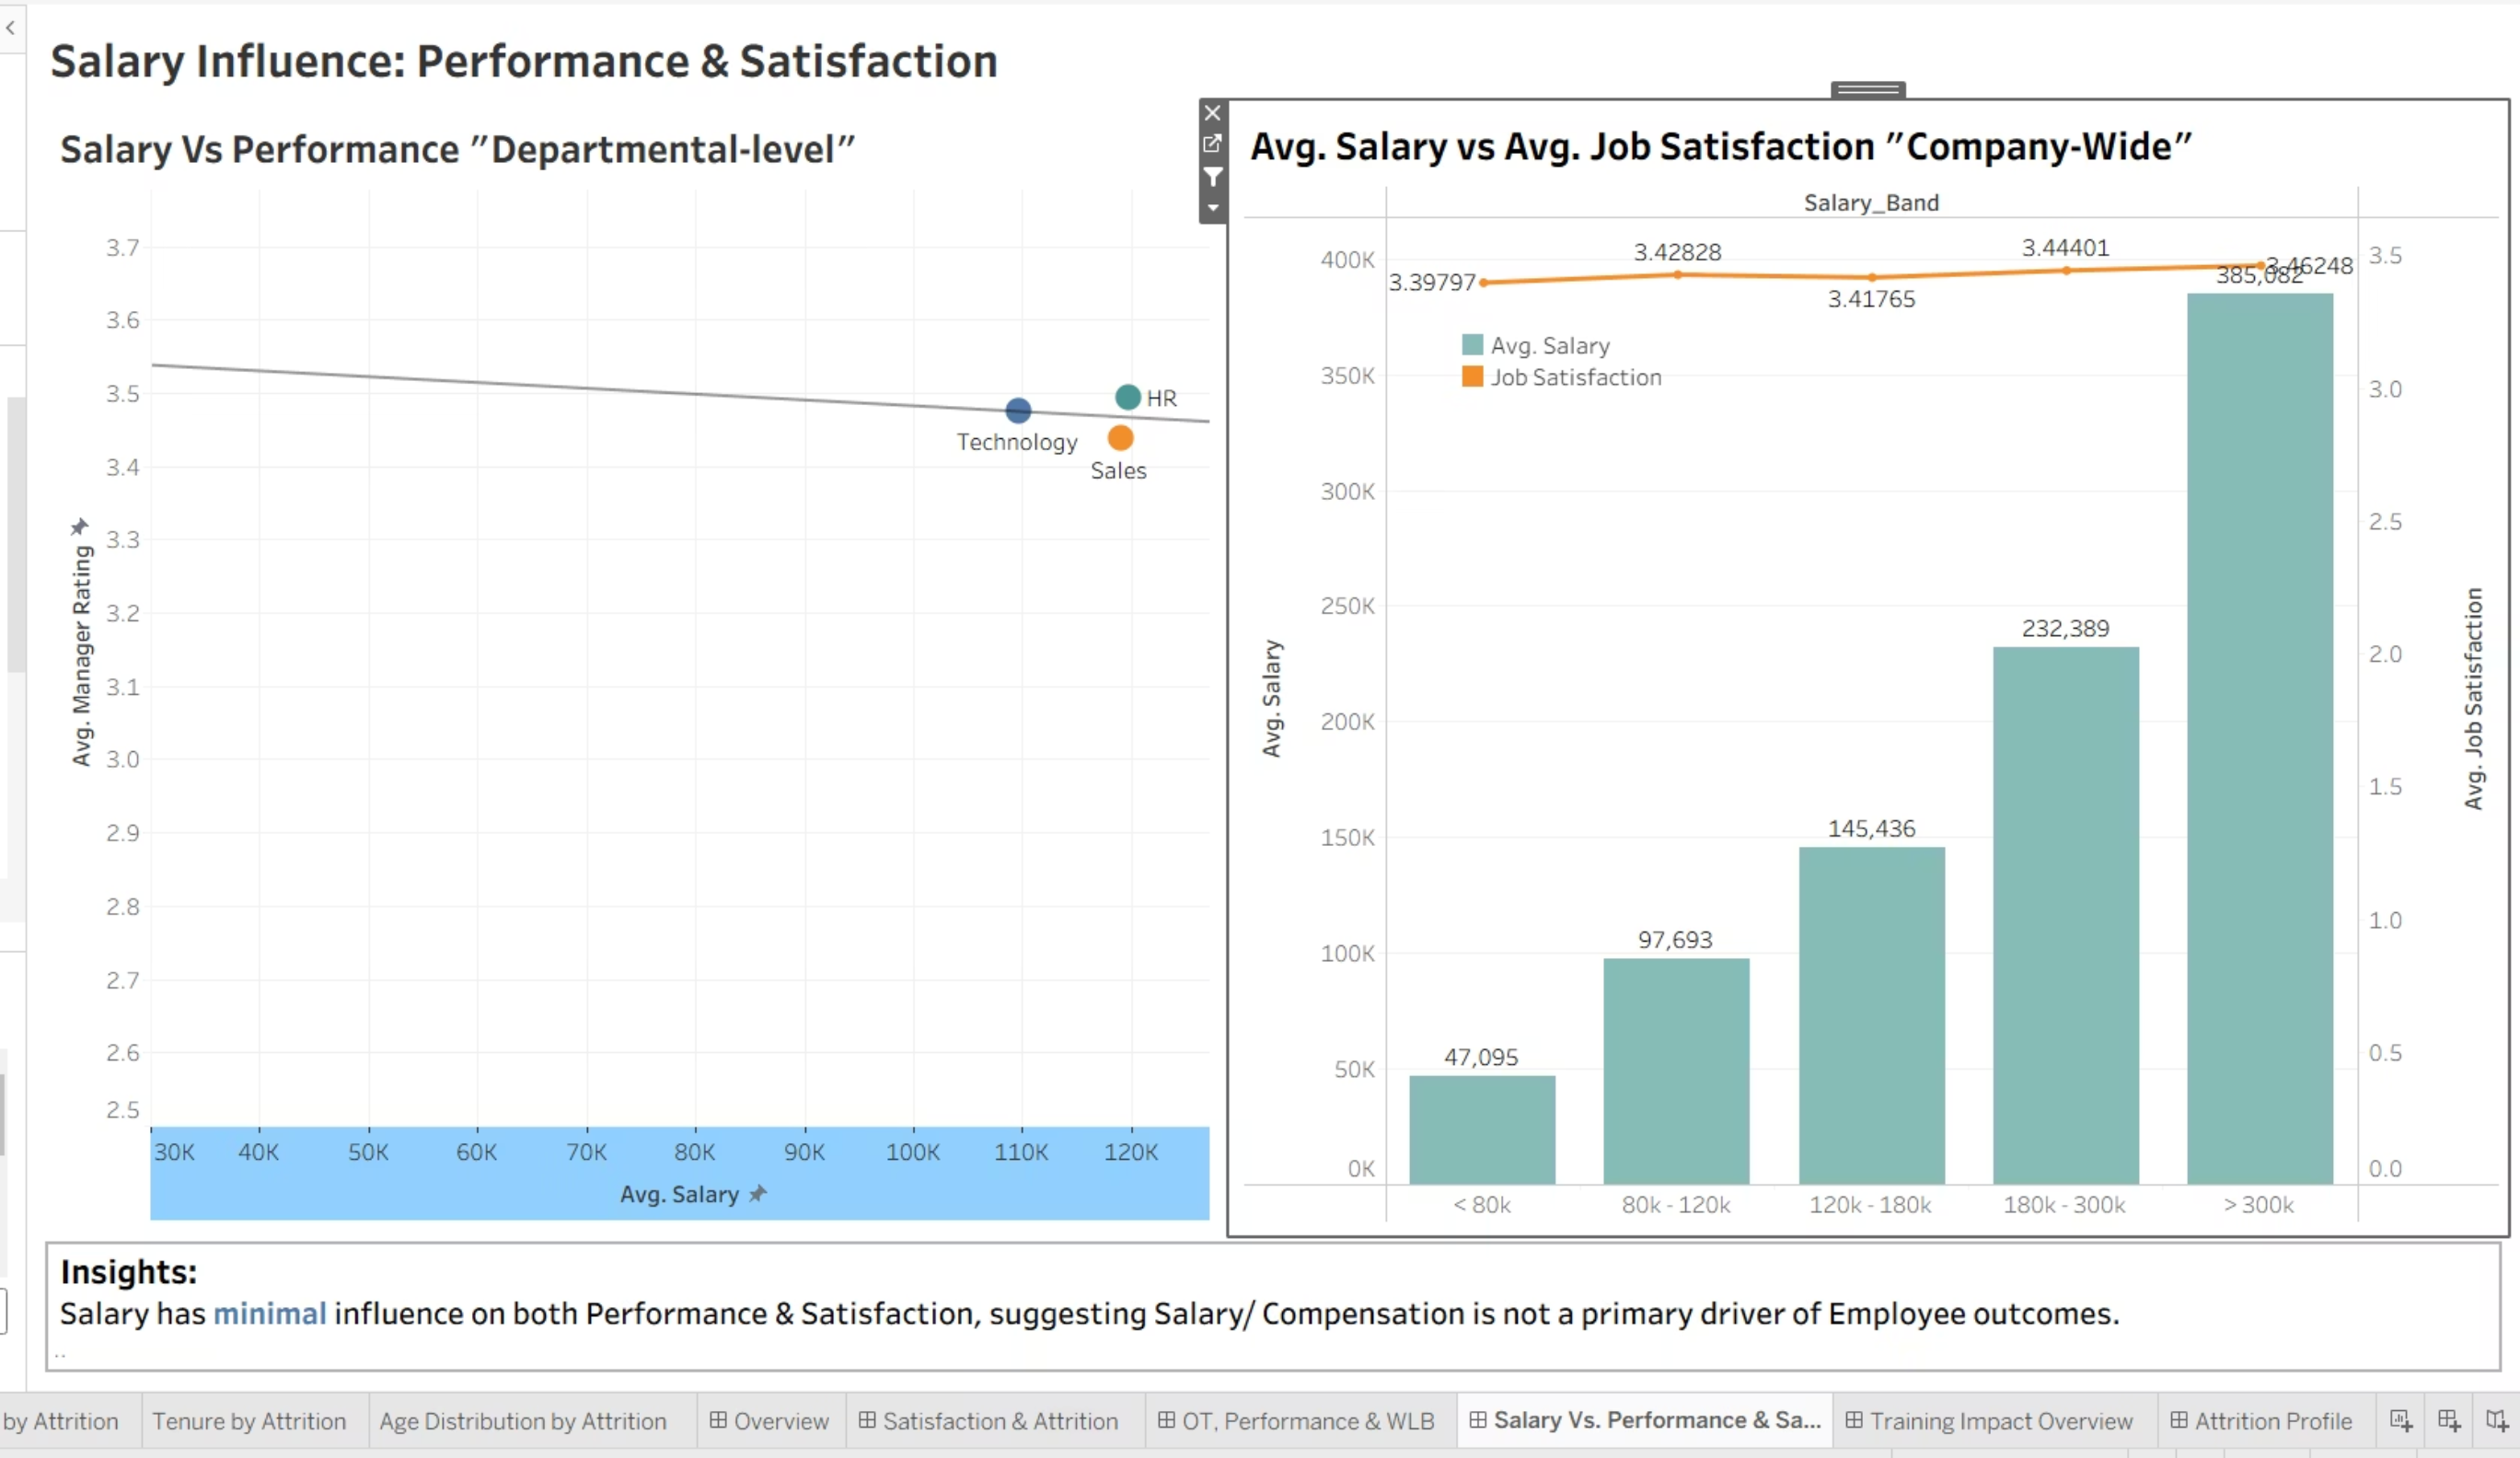 Salary Influence: Performance & Satisfaction
Salary Vs Performance "Departmental-level"
3.7
3.6
3.5
3.4
3.3
3.2
3.1
3.0
2.9
2.8
2.7
2.6
2.5
Avg. Manager Rating
HR
Technology
Sales
30K 40K 50K 60K 70K 80K 90K 100K 110K 120K
Avg. Salary
Avg. Salary vs Avg. Job Satisfaction "Company-Wide"
Salary_Band
400K
350K
300K
250K
200K
150K
100K
50K
0K
Avg. Salary
3.39797 3.42828 3.41765 3.44401 3.46248
Avg. Salary
Job Satisfaction
47,095 97,693 145,436 232,389 385,082
3.5
3.0
2.5
2.0
1.5
1.0
0.5
0.0
Avg. Job Satisfaction
< 80k 80k - 120k 120k - 180k 180k - 300k > 300k
Insights:
Salary has minimal influence on both Performance & Satisfaction, suggesting Salary/ Compensation is not a primary driver of Employee outcomes.
..
by Attrition Tenure by Attrition Age Distribution by Attrition Overview Satisfaction & Attrition OT, Performance & WLB Salary Vs. Performance & Sa... Training Impact Overview Attrition Profile